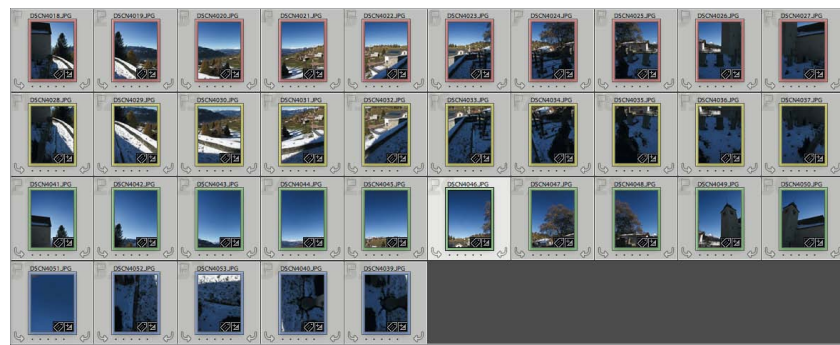 DSCN4018.JPG DSCN4019.JPG DSCN4020.JPG DSCN4021.JPG DSCN4022.JPG DSCN4023.JPG DSCN4024.JPG DSCN4025.JPG DSCN4026.JPG DSCN4027.JPG
DSCN4028.JPG DSCN4029.JPG DSCN4030.JPG DSCN4031.JPG DSCN4032.JPG DSCN4033.JPG DSCN4034.JPG DSCN4035.JPG DSCN4036.JPG DSCN4037.JPG
DSCN4041.JPG DSCN4042.JPG DSCN4043.JPG DSCN4044.JPG DSCN4045.JPG DSCN4046.JPG DSCN4047.JPG DSCN4048.JPG DSCN4049.JPG DSCN4050.JPG
DSCN4051.JPG DSCN4052.JPG DSCN4053.JPG DSCN4040.JPG DSCN4039.JPG